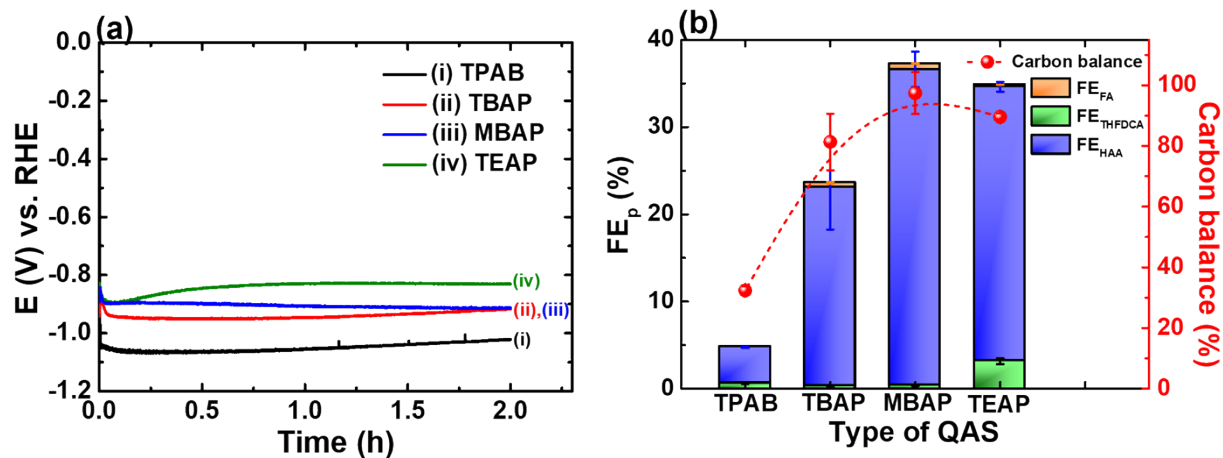 (a)
E (V) vs. RHE
0.0
-0.2
-0.4
-0.6
-0.8
-1.0
-1.2
(i) TPAB
(ii) TBAP
(iii) MBAP
(iv) TEAP
(iv)
(ii),(iii)
(i)
0.0 0.5 1.0 1.5 2.0
Time (h)
(b)
FEp (%)
40
30
20
10
0
Carbon balance
FEFA
FETHFDCA
FEHAA
TPAB TBAP MBAP TEAP
Type of QAS
100
80
60
40
20
0
Carbon balance (%)